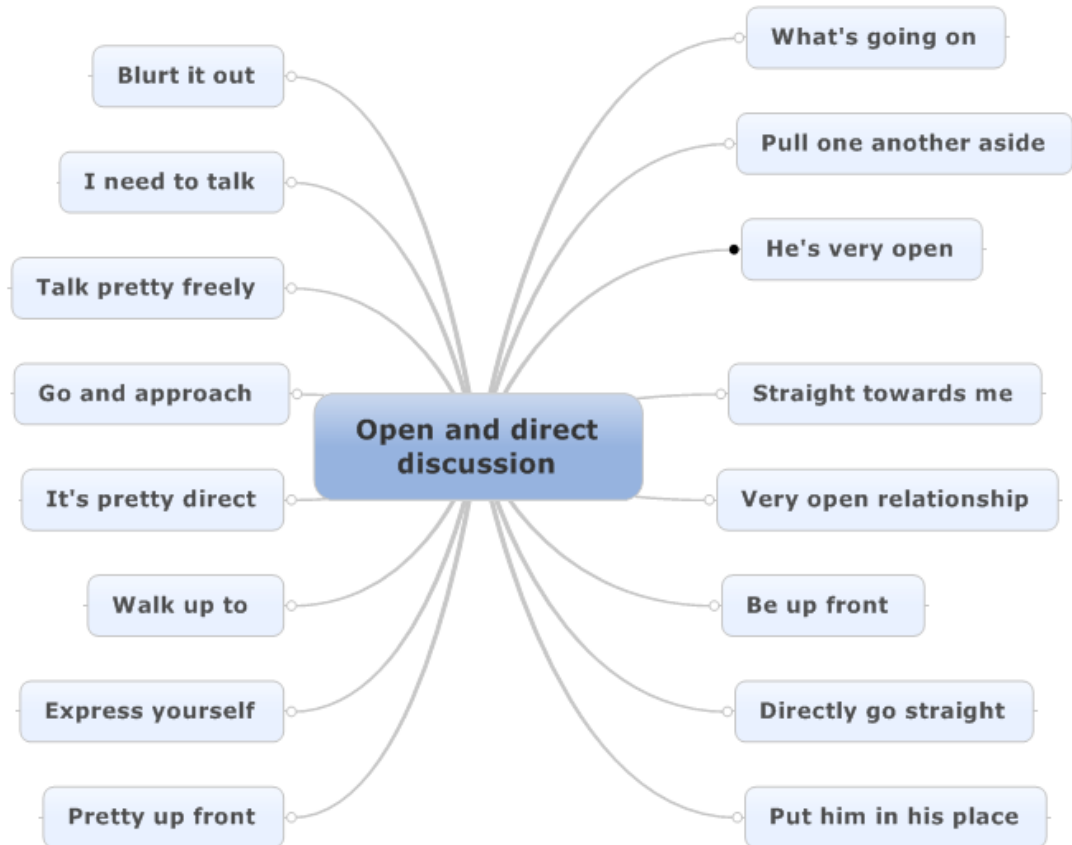 What's going on
Blurt it out
Pull one another aside
I need to talk
He's very open
Talk pretty freely
Go and approach
Straight towards me
Open and direct
discussion
It's pretty direct
Very open relationship
Walk up to
Be up front
Express yourself
Directly go straight
Pretty up front
Put him in his place